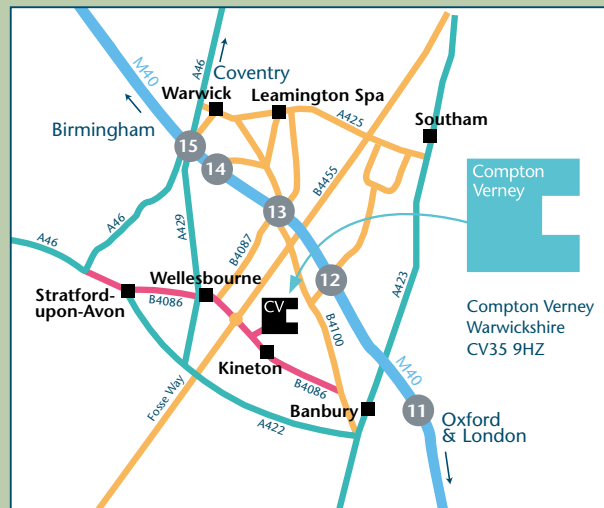 A46
M40
Coventry
Warwick
Leamington Spa
A425
Birmingham
Southam
15
14
B4455
Compton
Verney
A46
13
A46
A429
B4087
Wellesbourne
12
A423
Stratford-
upon-Avon
B4086
CV
Compton Verney
Warwickshire
CV35 9HZ
B4100
Kineton
M40
Fosse Way
B4086
Banbury
11
Oxford
& London
A422